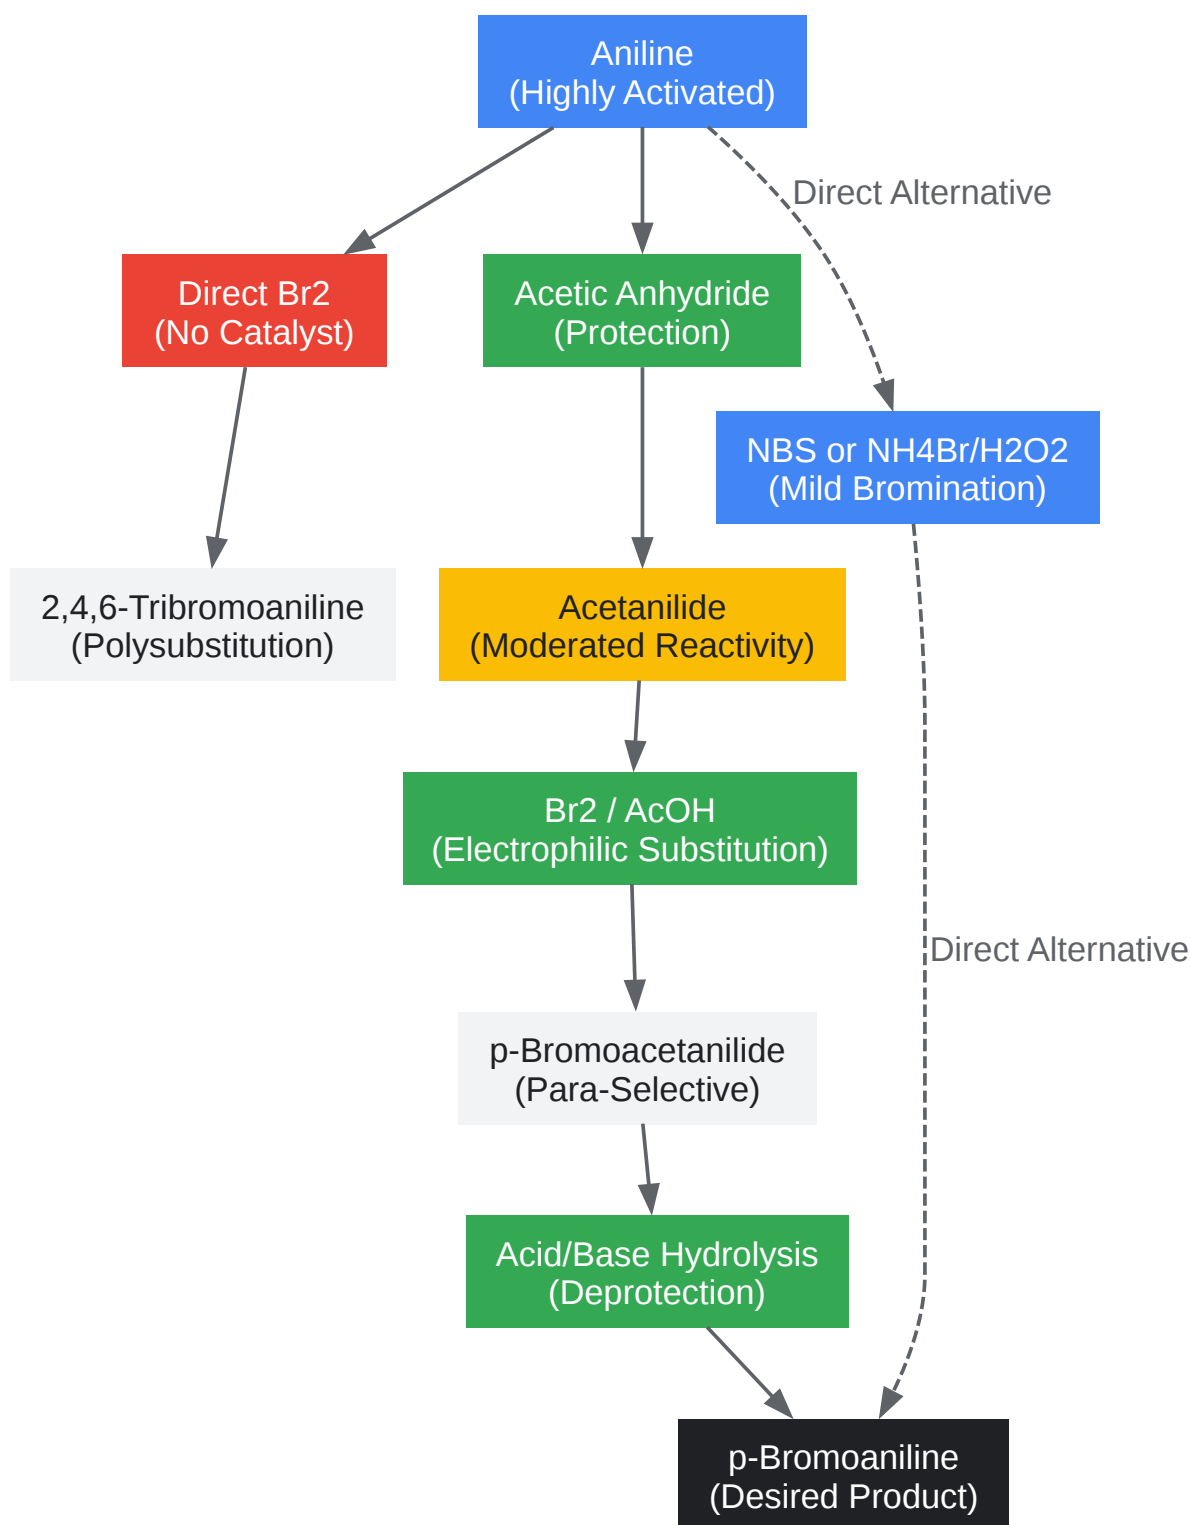 Aniline
(Highly Activated)
Direct Alternative
Direct Br2
(No Catalyst)
Acetic Anhydride
(Protection)
NBS or NH4Br/H2O2
(Mild Bromination)
2,4,6-Tribromoaniline
(Polysubstitution)
Acetanilide
(Moderated Reactivity)
Br2 / AcOH
(Electrophilic Substitution)
Direct Alternative
p-Bromoacetanilide
(Para-Selective)
Acid/Base Hydrolysis
(Deprotection)
p-Bromoaniline
(Desired Product)